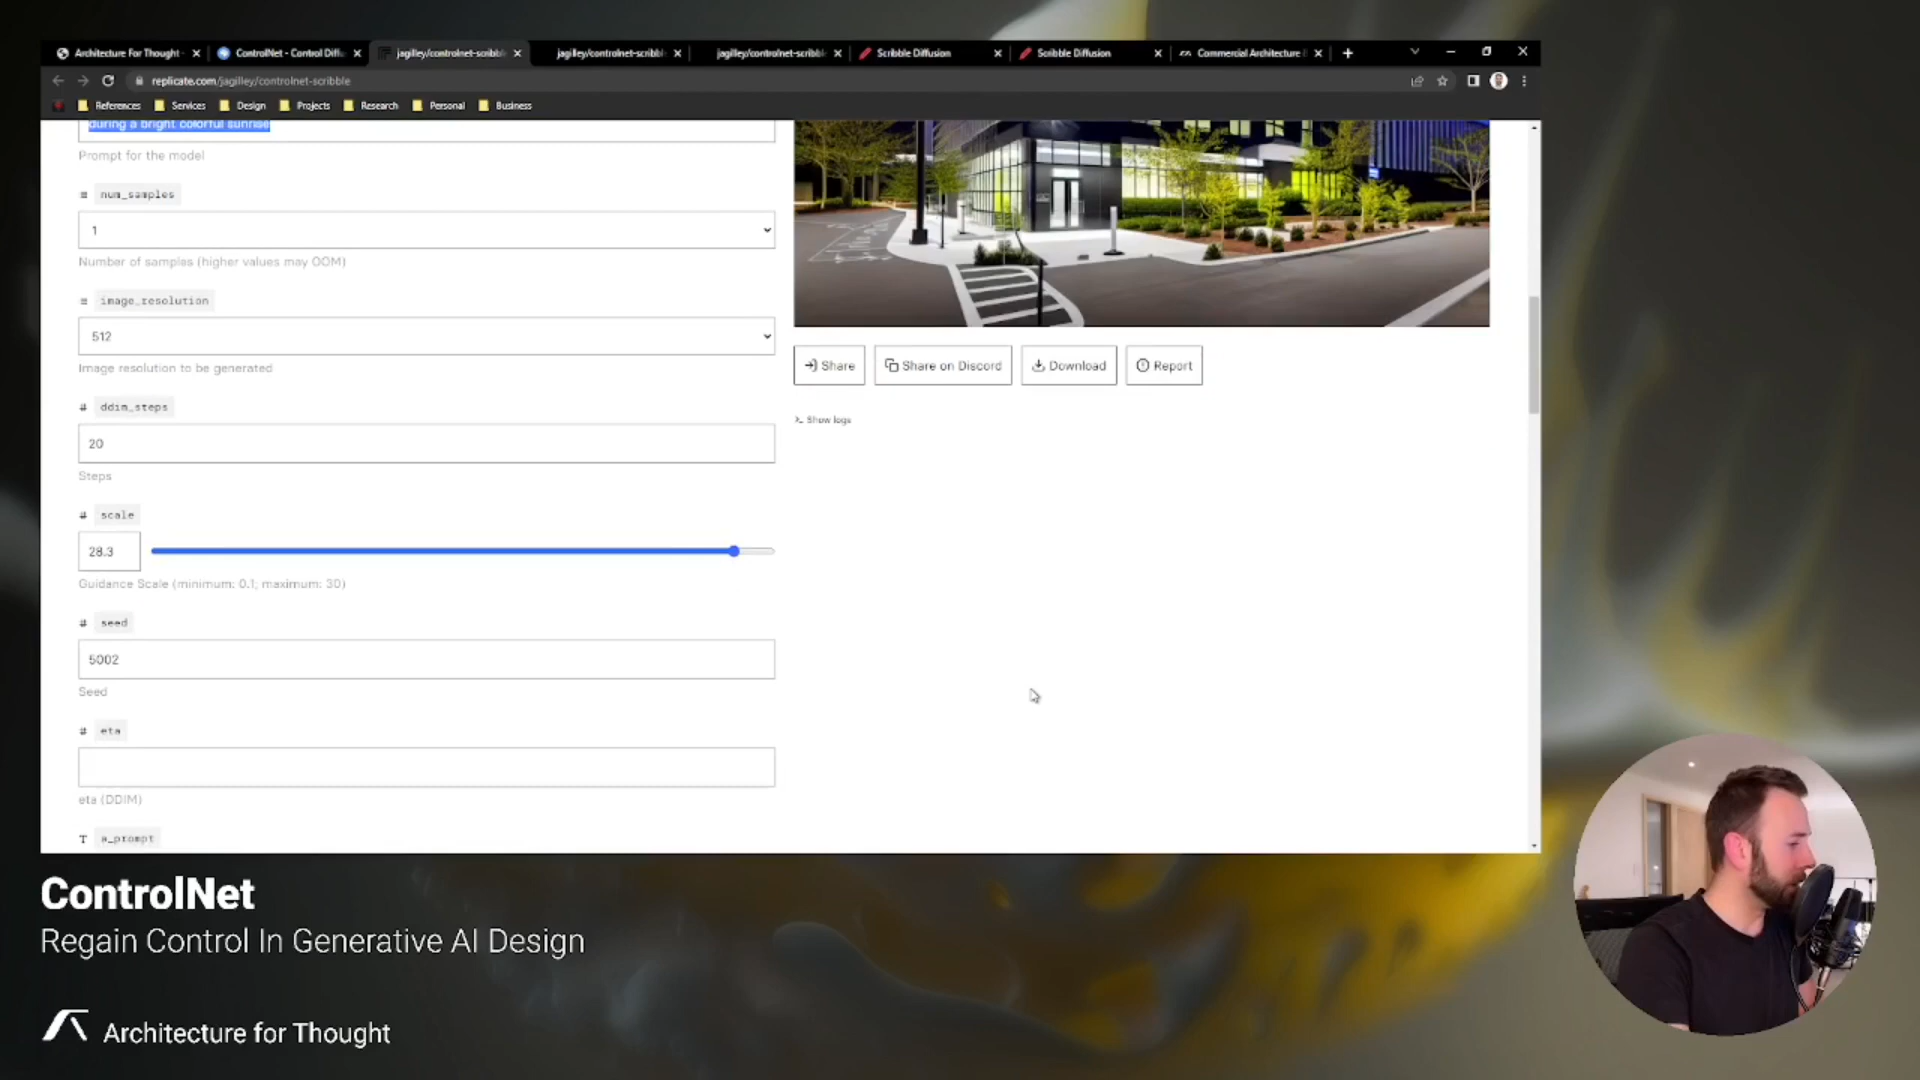 Architecture For Thought
ControlNet - Control Diffu
jagilley/controlnet-scribbl
jagilley/controlnet-scribbl
jagilley/controlnet-scribbl
Scribble Diffusion
Scribble Diffusion
Commercial Architecture
replicate.com/jagilley/controlnet-scribble
References Services Design Projects Research Personal Business
during a bright colorful sunrise
Prompt for the model
num_samples
1
Number of samples (higher values may OOM)
image_resolution
512
Image resolution to be generated
# ddim_steps
20
Steps
# scale
28.3
Guidance Scale (minimum: 0.1; maximum: 30)
# seed
5002
Seed
# eta
eta (DDIM)
T a_prompt
Share
Share on Discord
Download
Report
Show logs
ControlNet
Regain Control In Generative AI Design
Architecture for Thought